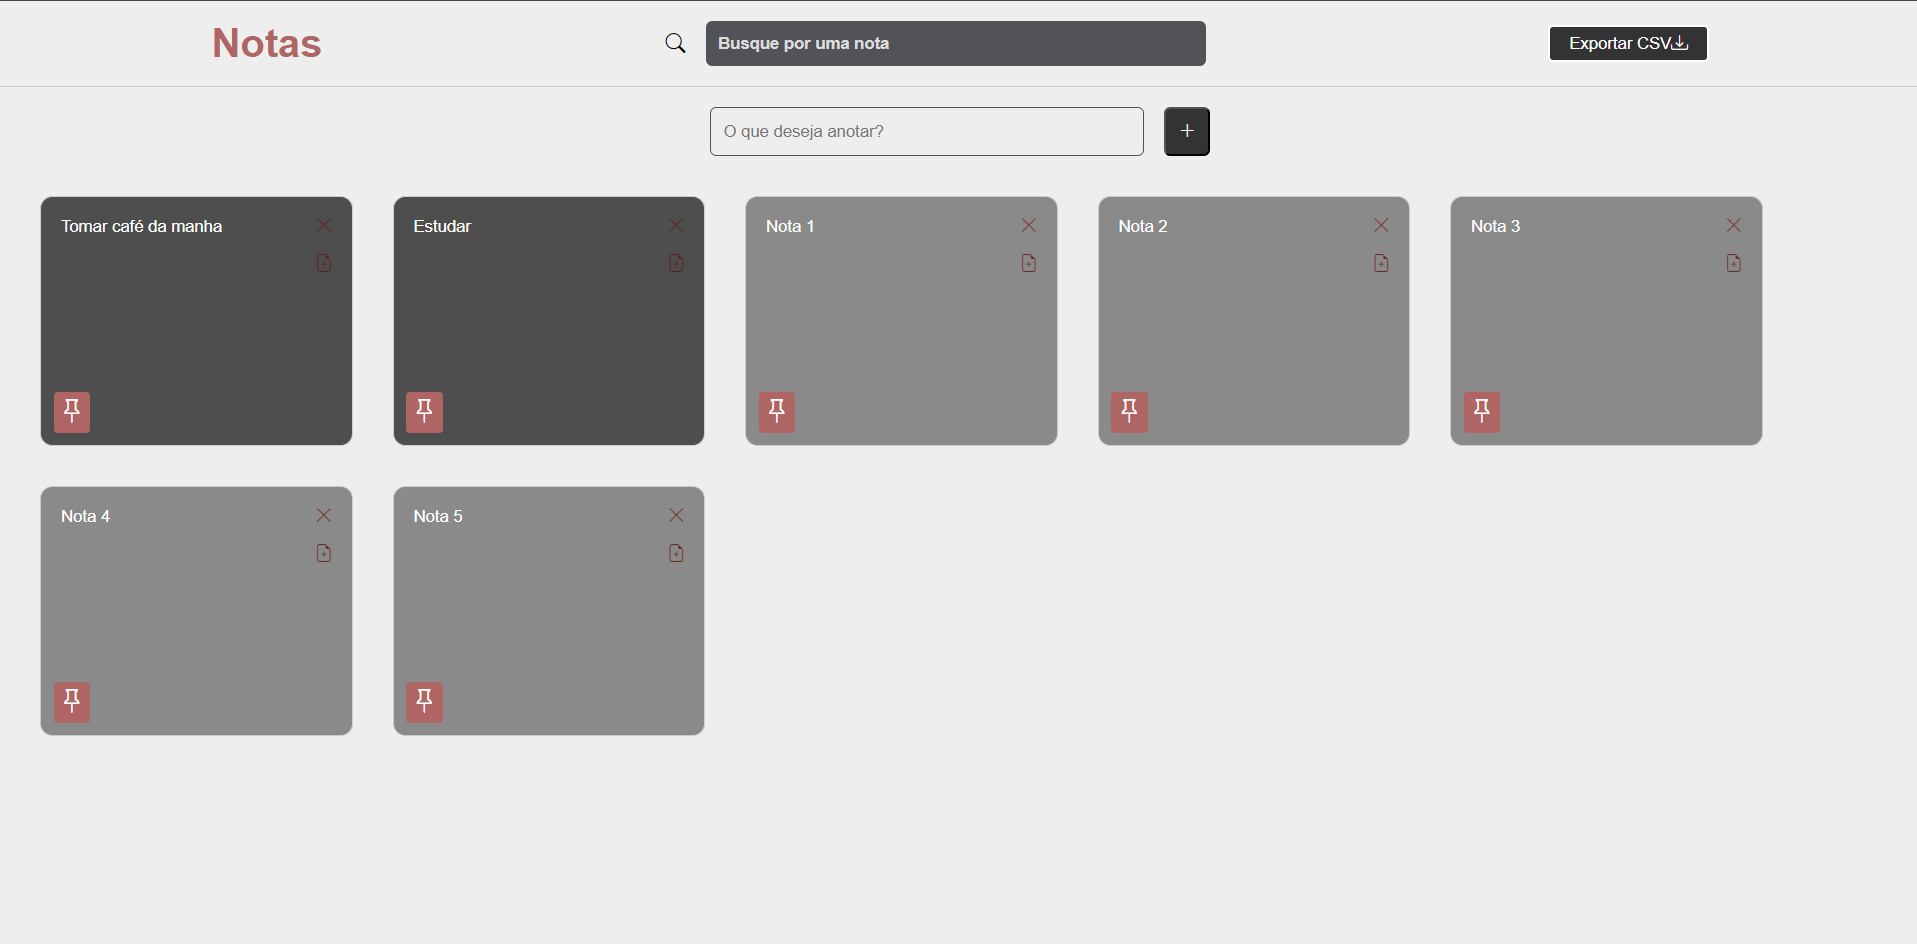 Notas
Busque por uma nota
Exportar CSV
O que deseja anotar?
Tomar café da manha
Estudar
Nota 1
Nota 2
Nota 3
Nota 4
Nota 5